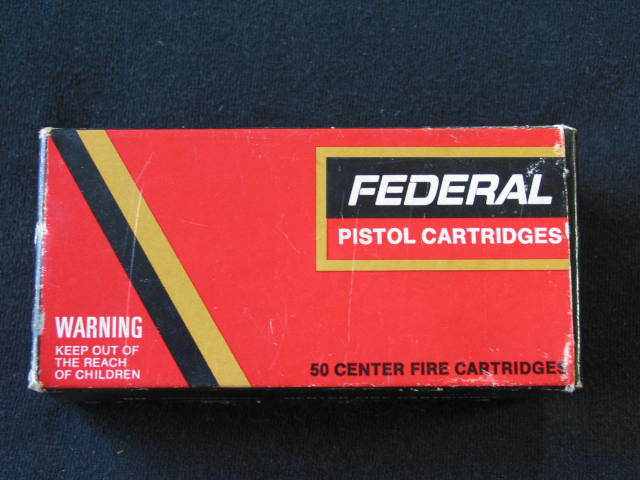 FEDERAL
PISTOL CARTRIDGES
WARNING
KEEP OUT OF
THE REACH
OF CHILDREN
50 CENTER FIRE CARTRIDGES